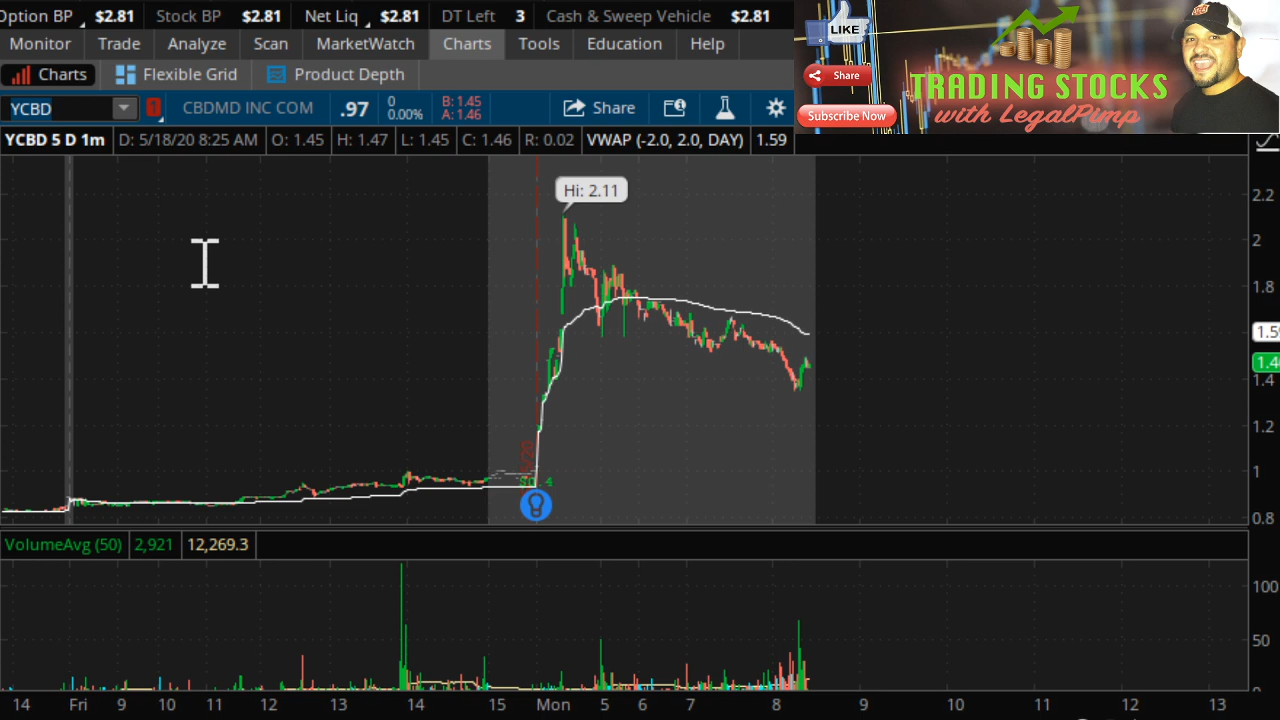 Option BP $2.81 Stock BP $2.81 Net Liq $2.81 DT Left 3 Cash & Sweep Vehicle $2.81
Monitor Trade Analyze Scan MarketWatch Charts Tools Education Help
Charts Flexible Grid Product Depth
YCBD 1 CBDMD INC COM .97 0 0.00% B: 1.45 A: 1.46 Share
YCBD 5 D 1m D: 5/18/20 8:25 AM O: 1.45 H: 1.47 L: 1.45 C: 1.46 R: 0.02 VWAP (-2.0, 2.0, DAY) 1.59
LIKE
Share
Subscribe Now
TRADING STOCKS
with LegalPimp
Hi: 2.11
2.2
2
1.8
1.4
1.2
1
0.8
VolumeAvg (50) 2,921 12,269.3
100
50
14 Fri 9 10 11 12 13 14 15 Mon 5 6 7 8 9 10 11 12 13